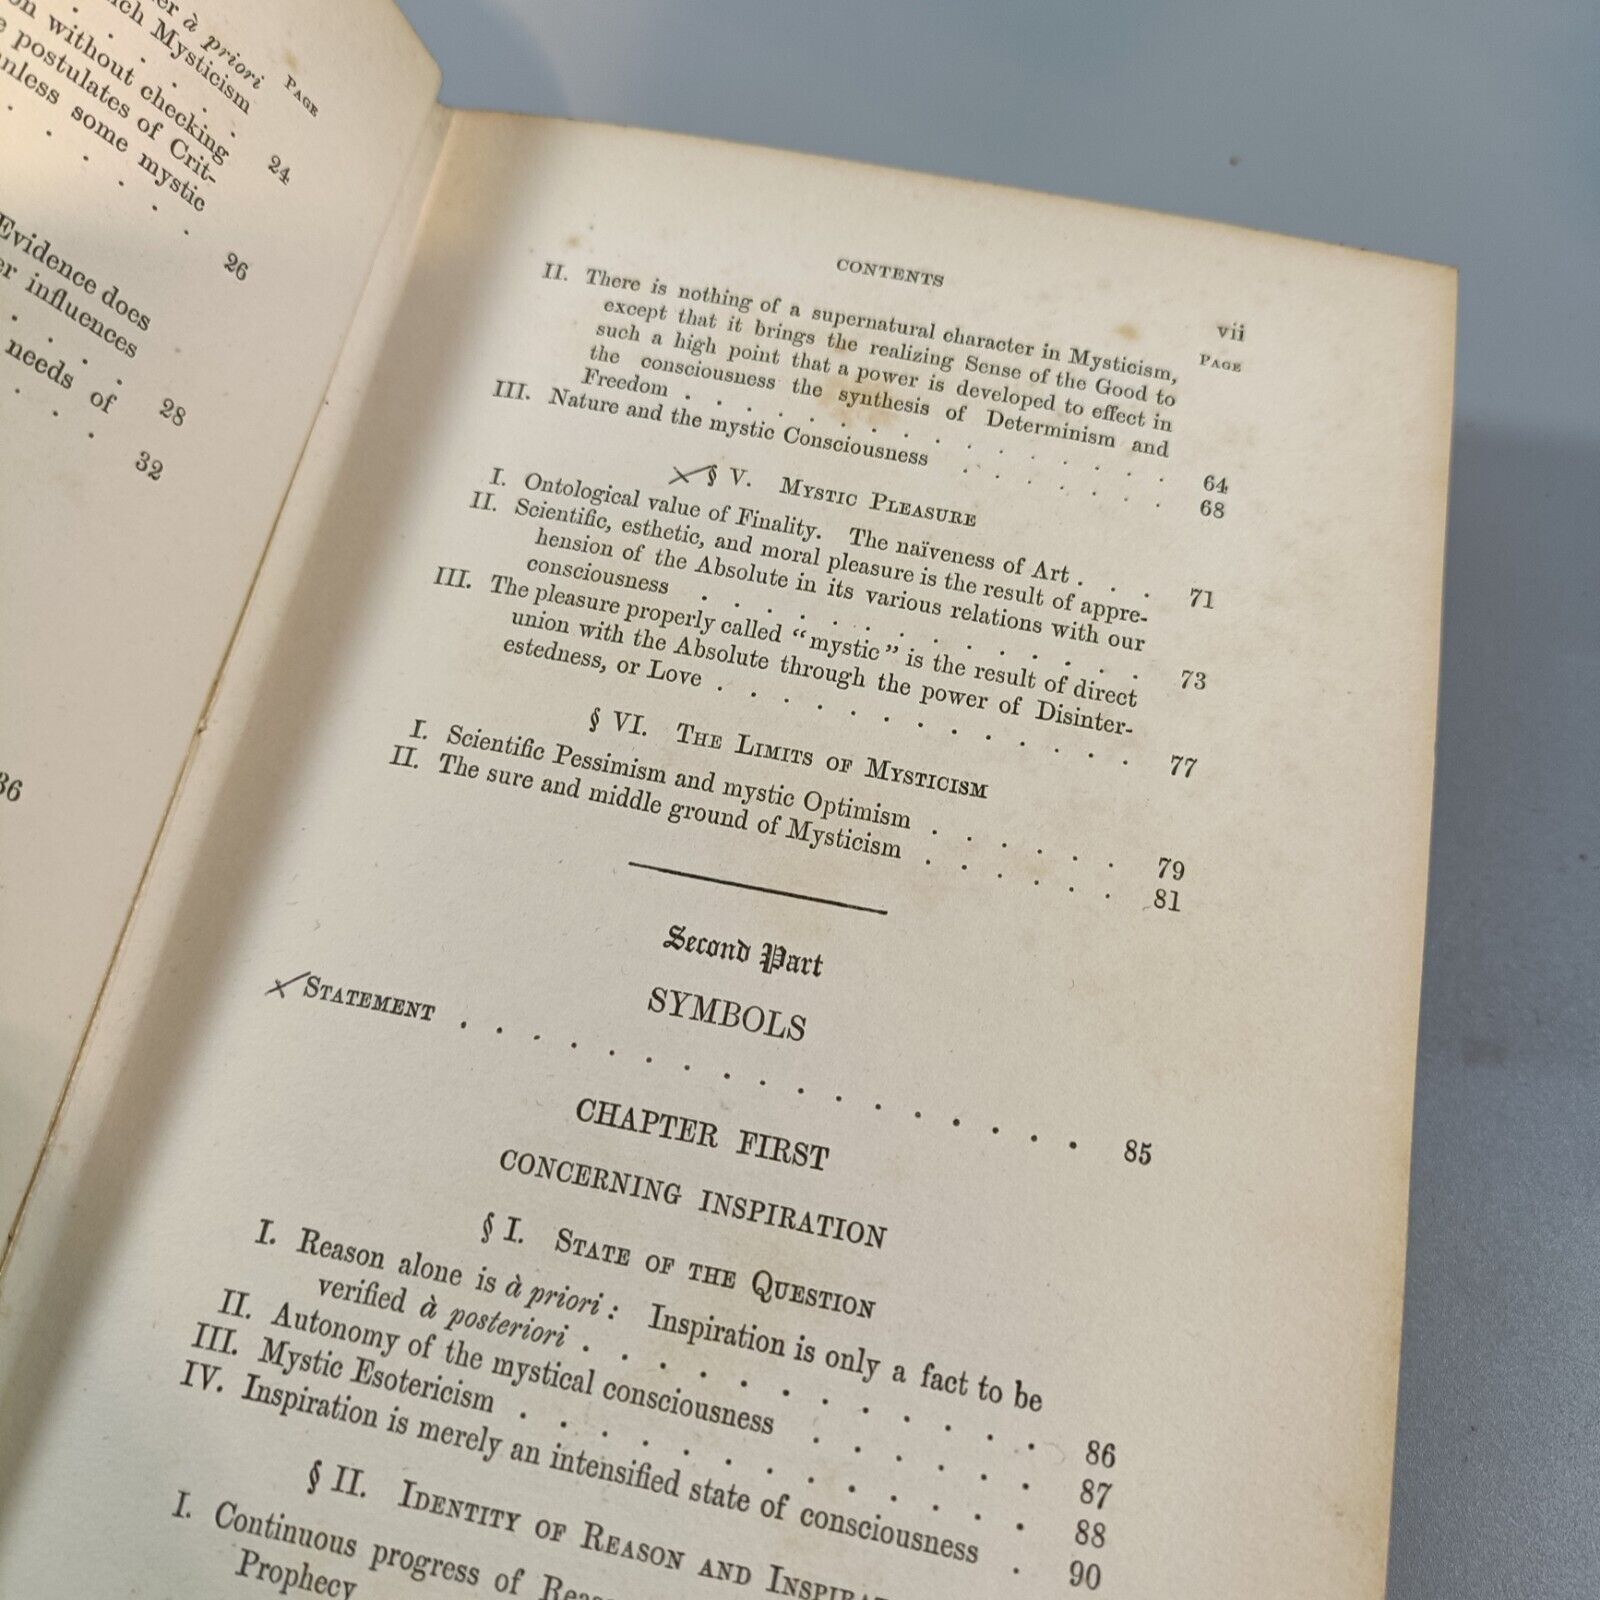 à priori
Mysticism
PAGE
24
without checking
postulates of Crit-
some mystic
26
Evidence does
influences
28
needs of
32
36
CONTENTS
vii
PAGE
II. There is nothing of a supernatural character in Mysticism,
except that it brings the realizing Sense of the Good to
such a high point that a power is developed to effect in
the consciousness the synthesis of Determinism and
Freedom . . . . . . . . . . . 64
III. Nature and the mystic Consciousness . . . . . . 68
§ V. MYSTIC PLEASURE
I. Ontological value of Finality. The naïveness of Art . . . 71
II. Scientific, esthetic, and moral pleasure is the result of appre-
hension of the Absolute in its various relations with our
consciousness . . . . . . . . . . 73
III. The pleasure properly called “mystic” is the result of direct
union with the Absolute through the power of Disinter-
estedness, or Love . . . . . . . . . . 77
§ VI. THE LIMITS OF MYSTICISM
I. Scientific Pessimism and mystic Optimism . . . . . . 79
II. The sure and middle ground of Mysticism . . . . . . 81
Second Part
SYMBOLS
STATEMENT . . . . . . . . . . . . . . . . . 85
CHAPTER FIRST
CONCERNING INSPIRATION
§ I. STATE OF THE QUESTION
I. Reason alone is à priori: Inspiration is only a fact to be
verified à posteriori . . . . . . . . . . . . 86
II. Autonomy of the mystical consciousness . . . . . . 87
III. Mystic Esotericism . . . . . . . . . . . . . 88
IV. Inspiration is merely an intensified state of consciousness . 90
§ II. IDENTITY OF REASON AND
I. Continuous progress of
Prophecy